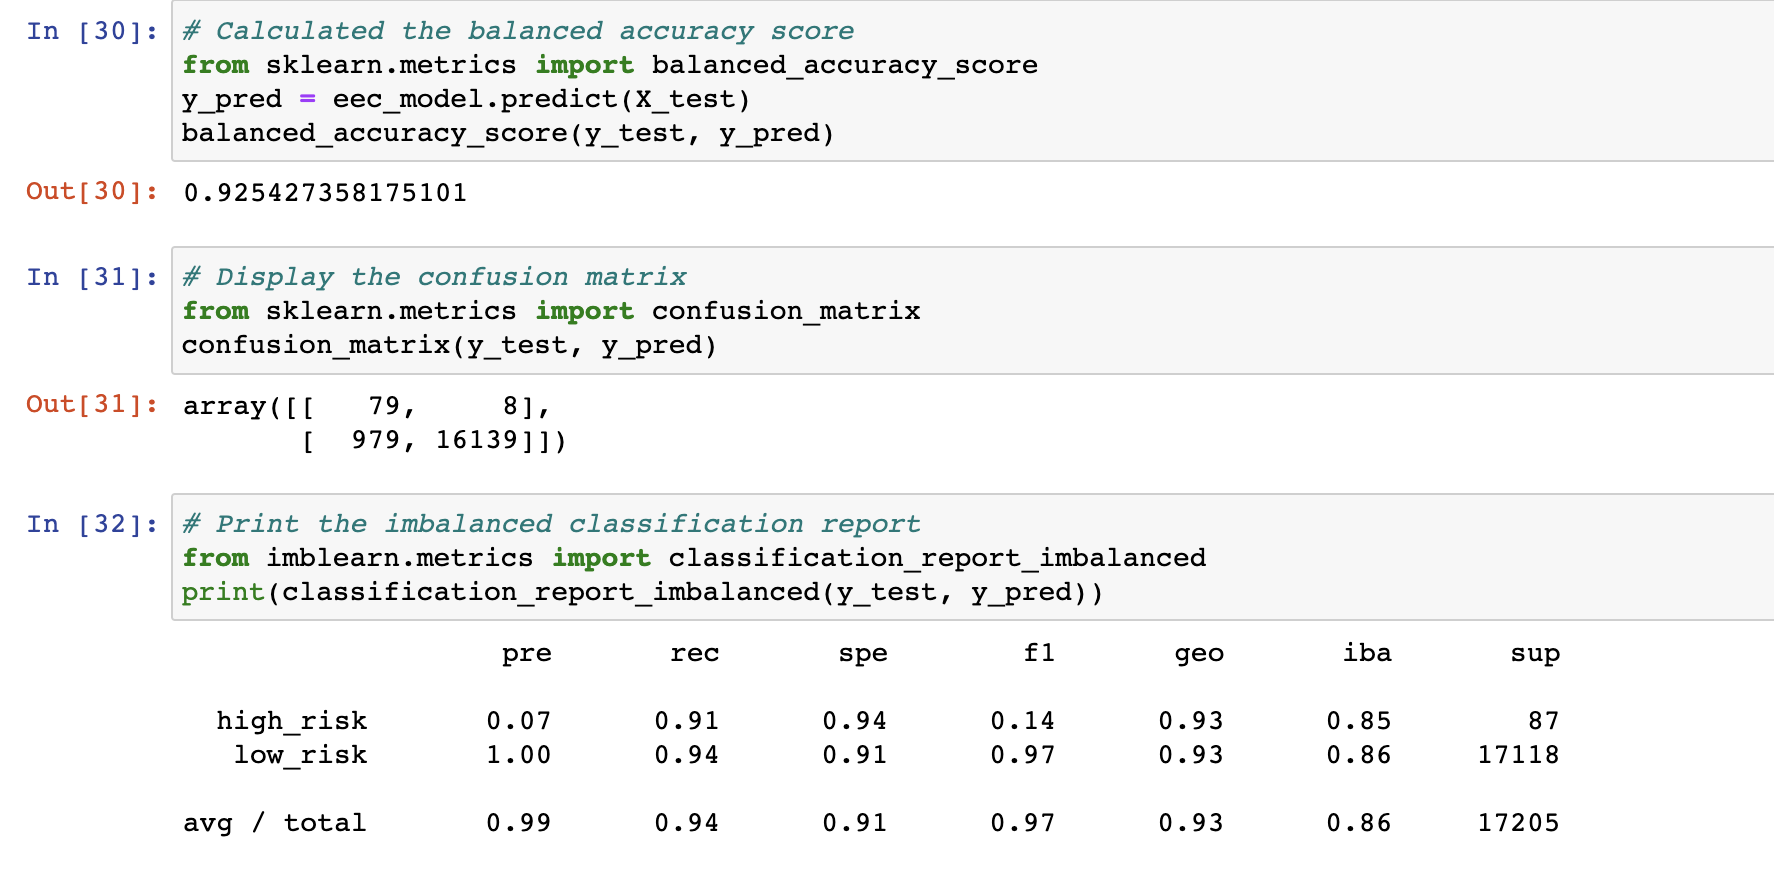 In [30]: # Calculated the balanced accuracy score
from sklearn.metrics import balanced_accuracy_score
y_pred = eec_model.predict(X_test)
balanced_accuracy_score(y_test, y_pred)
Out[30]: 0.925427358175101
In [31]: # Display the confusion matrix
from sklearn.metrics import confusion_matrix
confusion_matrix(y_test, y_pred)
Out[31]: array([[   79,     8],
       [  979, 16139]])
In [32]: # Print the imbalanced classification report
from imblearn.metrics import classification_report_imbalanced
print(classification_report_imbalanced(y_test, y_pred))
pre rec spe f1 geo iba sup
high_risk 0.07 0.91 0.94 0.14 0.93 0.85 87
low_risk 1.00 0.94 0.91 0.97 0.93 0.86 17118
avg / total 0.99 0.94 0.91 0.97 0.93 0.86 17205